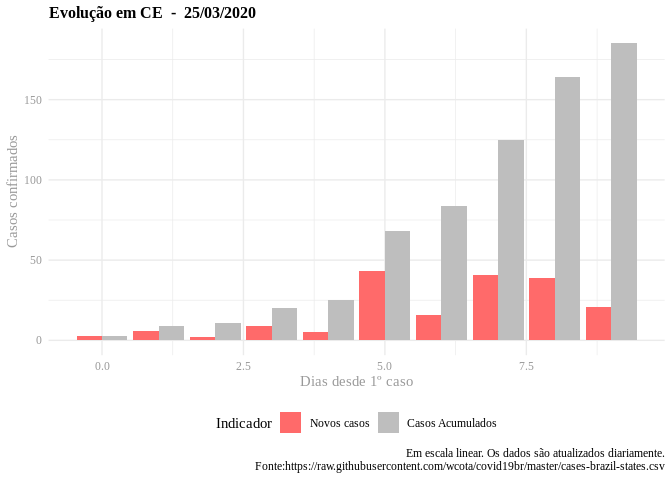 Evolução em CE  -  25/03/2020
Casos confirmados
150
100
50
0
0.0 2.5 5.0 7.5
Dias desde 1º caso
Indicador Novos casos Casos Acumulados
Em escala linear. Os dados são atualizados diariamente.
Fonte:https://raw.githubusercontent.com/wcota/covid19br/master/cases-brazil-states.csv